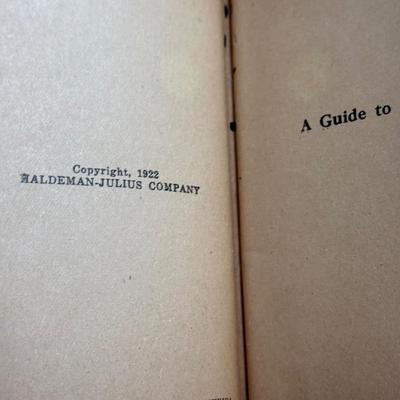 Copyright, 1922
HALDEMAN-JULIUS COMPANY
A Guide to